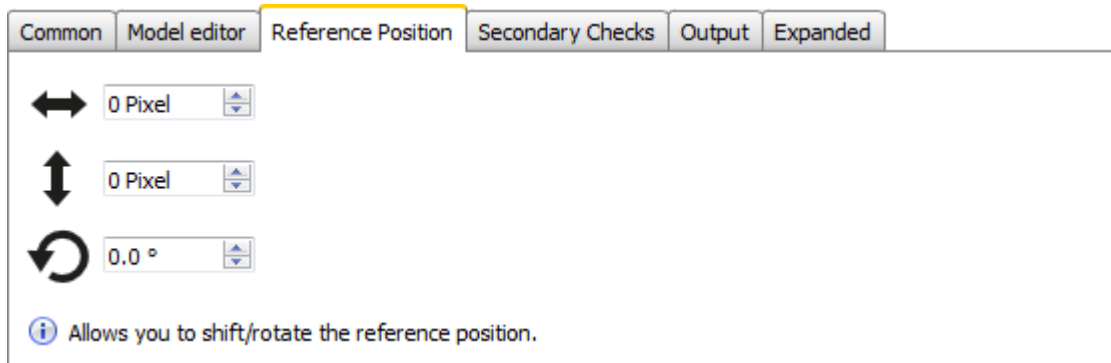 Common Model editor Reference Position Secondary Checks Output Expanded
0 Pixel
0 Pixel
0.0 °
Allows you to shift/rotate the reference position.